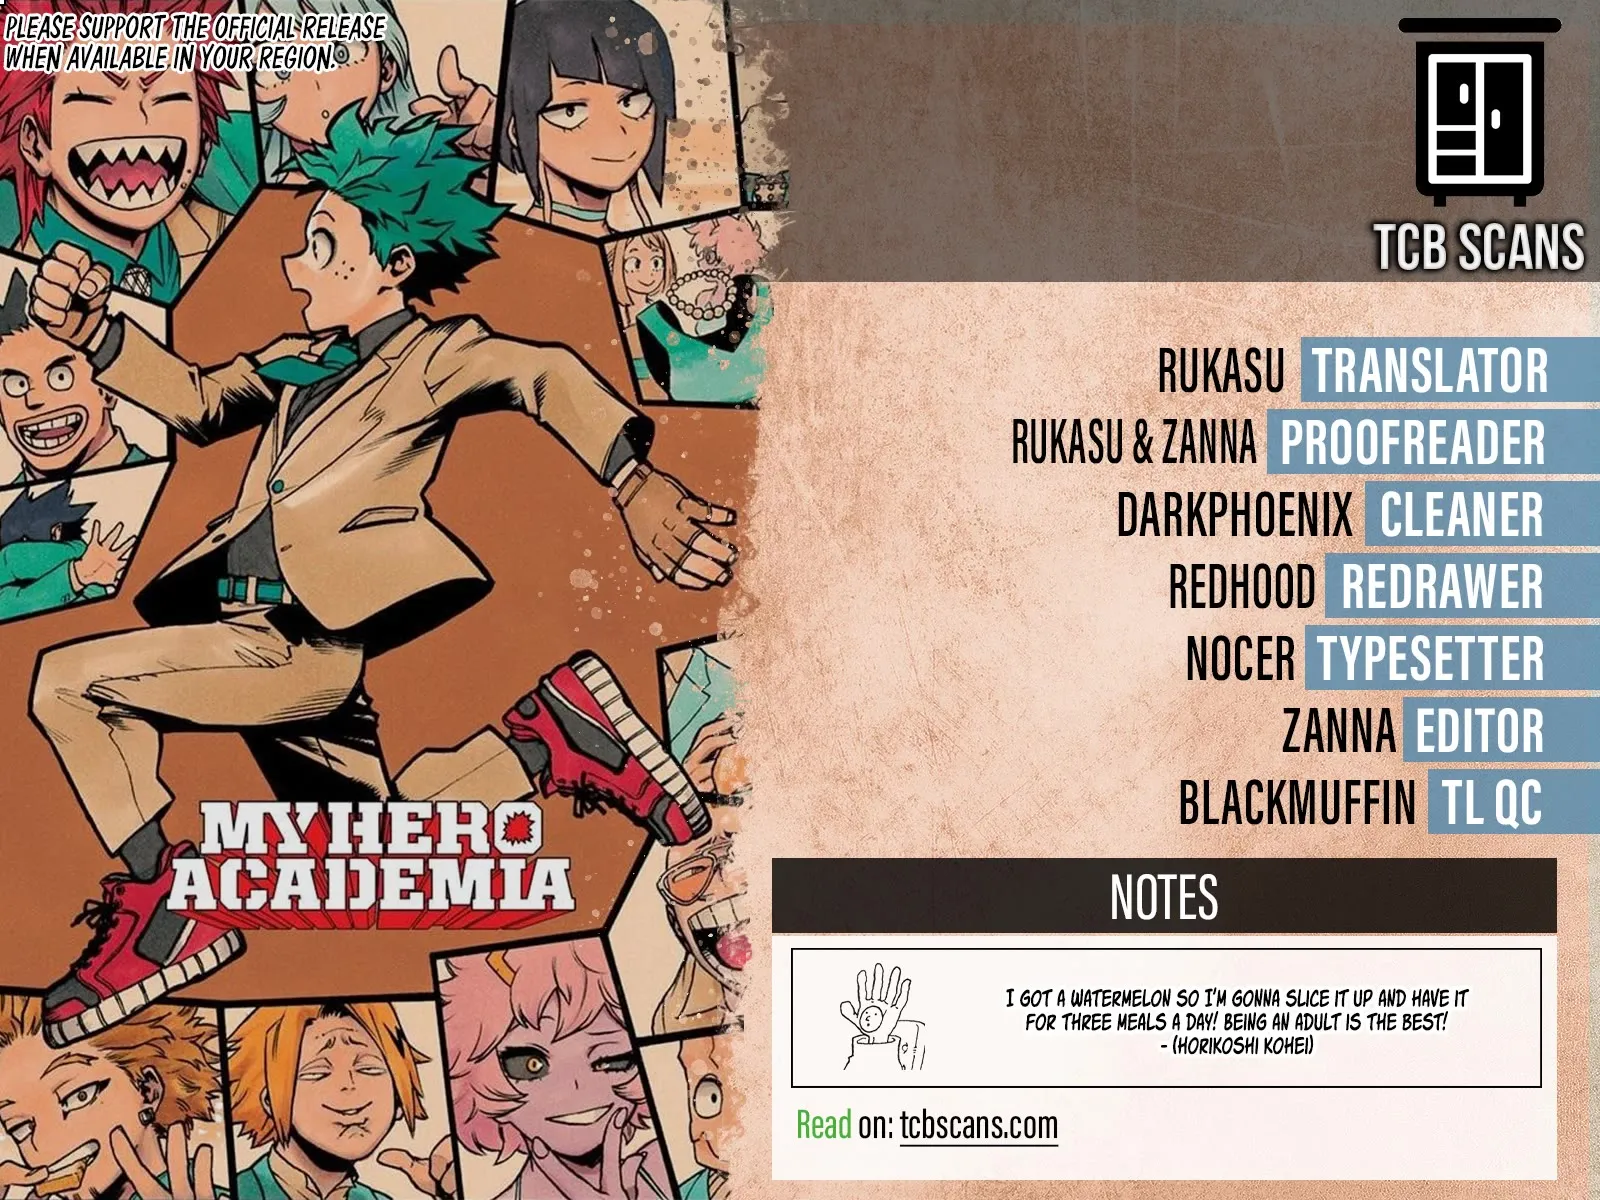 PLEASE SUPPORT THE OFFICIAL RELEASE
WHEN AVAILABLE IN YOUR REGION.
TCB SCANS
RUKASU TRANSLATOR
RUKASU & ZANNA PROOFREADER
DARKPHOENIX CLEANER
REDHOOD REDRAWER
NOCER TYPESETTER
ZANNA EDITOR
BLACKMUFFIN TL QC
MY HERO
ACADEMIA
NOTES
I GOT A WATERMELON SO I'M GONNA SLICE IT UP AND HAVE IT
FOR THREE MEALS A DAY! BEING AN ADULT IS THE BEST!
- (HORIKOSHI KOHEI)
Read on: tcbscans.com